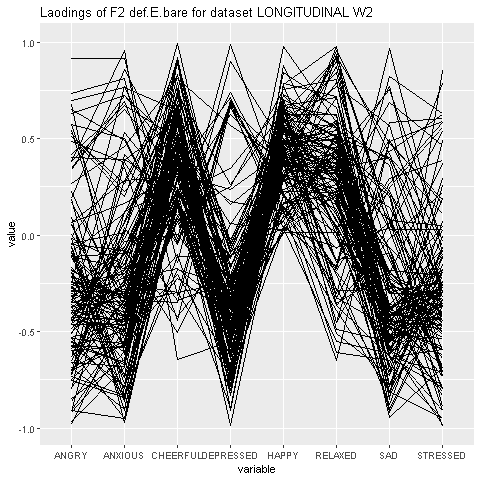 Laodings of F2 def.E.bare for dataset LONGITUDINAL W2
1.0
0.5
0.0
-0.5
-1.0
value
ANGRY ANXIOUS CHEERFULDEPRESSED HAPPY RELAXED SAD STRESSED
variable